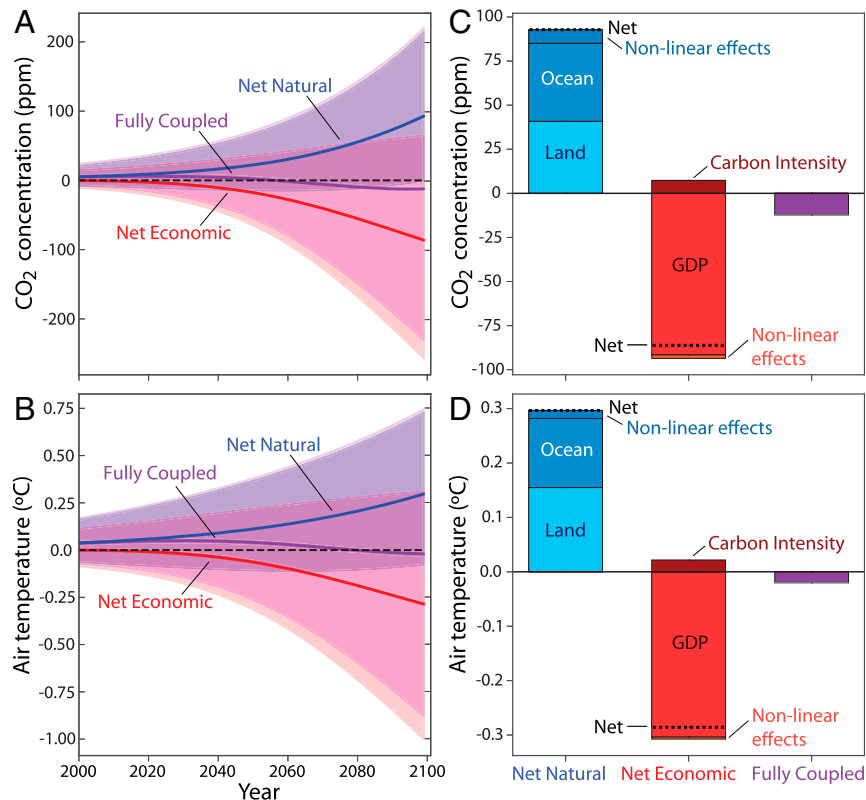 A
CO2 concentration (ppm)
200
100
0
-100
-200
Net Natural
Fully Coupled
Net Economic
B
Air temperature (ºC)
0.75
0.50
0.25
0.0
-0.25
-0.50
-0.75
-1.00
Net Natural
Fully Coupled
Net Economic
2000
2020
2040
2060
2080
2100
Year
C
CO2 concentration (ppm)
100
75
50
25
0
-25
-50
-75
-100
Net
Non-linear effects
Ocean
Land
Carbon Intensity
GDP
Net
Non-linear
effects
D
Air temperature (ºC)
0.3
0.2
0.1
0.0
-0.1
-0.2
-0.3
Net
Non-linear effects
Ocean
Land
Carbon Intensity
GDP
Net
Non-linear
effects
Net Natural
Net Economic
Fully Coupled